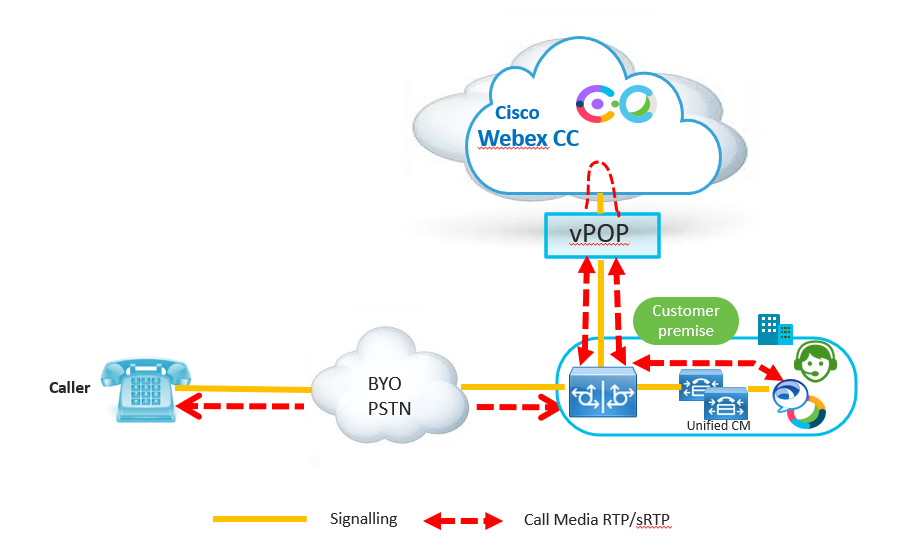 Cisco
Webex CC
vPOP
Customer
premise
Caller
BYO
PSTN
Unified CM
Signalling
Call Media RTP/sRTP